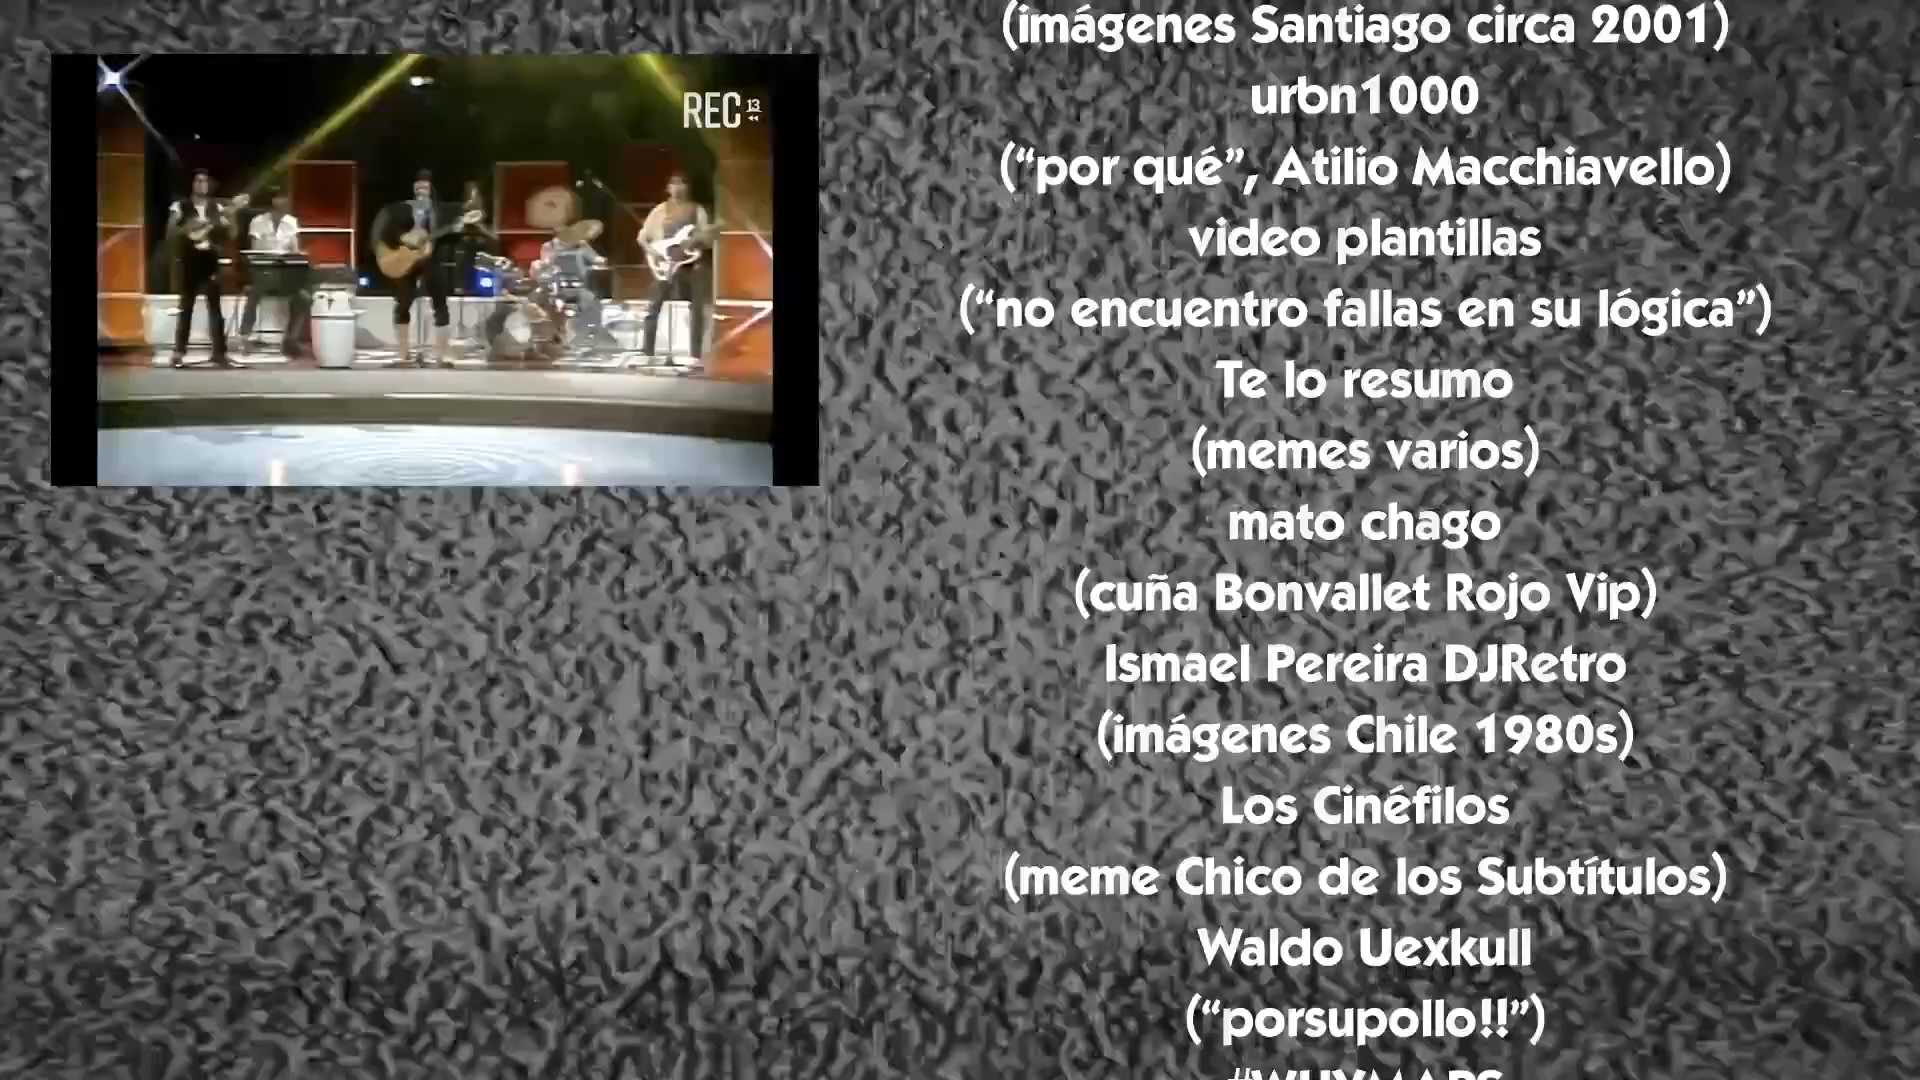 REC 13
(imágenes Santiago circa 2001)
urbn1000
(“por qué”, Atilio Macchiavello)
video plantillas
(“no encuentro fallas en su lógica”)
Te lo resumo
(memes varios)
mato chago
(cuña Bonvallet Rojo Vip)
Ismael Pereira DJRetro
(imágenes Chile 1980s)
Los Cinéfilos
(meme Chico de los Subtítulos)
Waldo Uexkull
(“porsupollo!!”)
#WHYMAPS